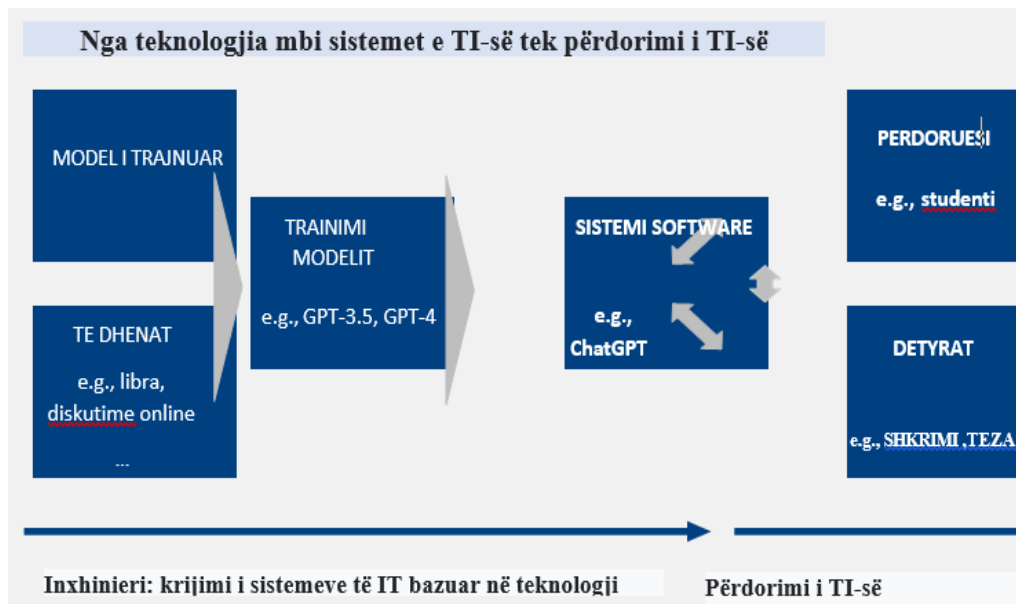 Nga teknologjia mbi sistemet e TI-së tek përdorimi i TI-së
MODEL I TRAJNUAR
TE DHENAT
e.g., libra,
diskutime online
...
TRAINIMI
MODELIT
e.g., GPT-3.5, GPT-4
SISTEMI SOFTWARE
e.g.,
ChatGPT
PERDORUESI
e.g., studenti
DETYRAT
e.g., SHKRIMI ,TEZA
Inxhinieri: krijimi i sistemeve të IT bazuar në teknologji
Përdorimi i TI-së